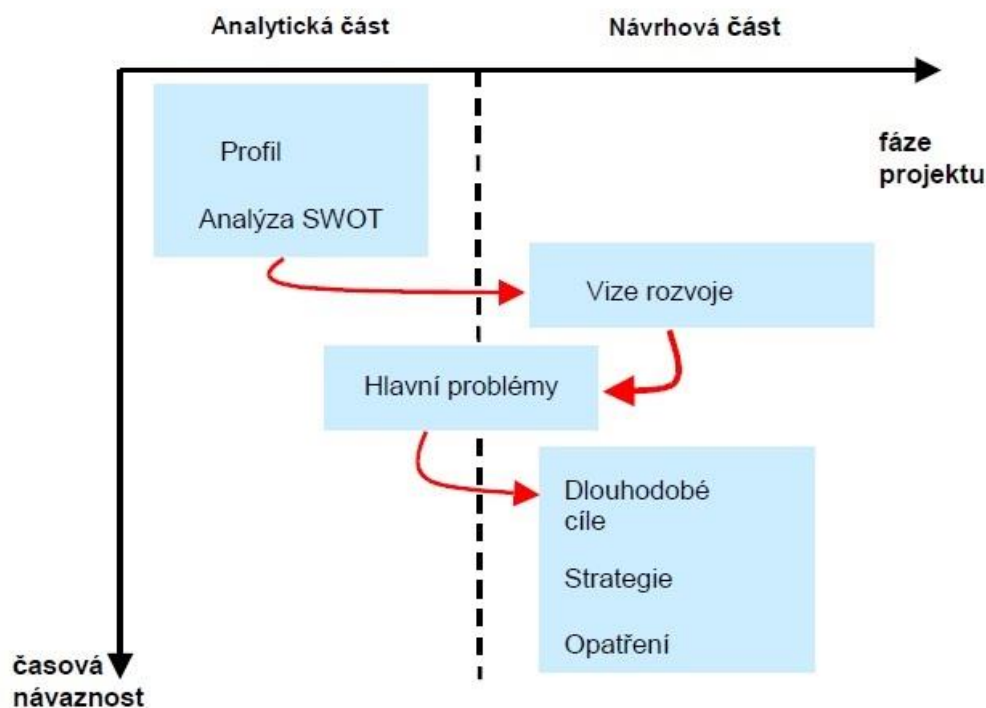 Analytická část
Návrhová část
fáze
projektu
Profil
Analýza SWOT
Vize rozvoje
Hlavní problémy
Dlouhodobé
cíle
Strategie
Opatření
časová
návaznost